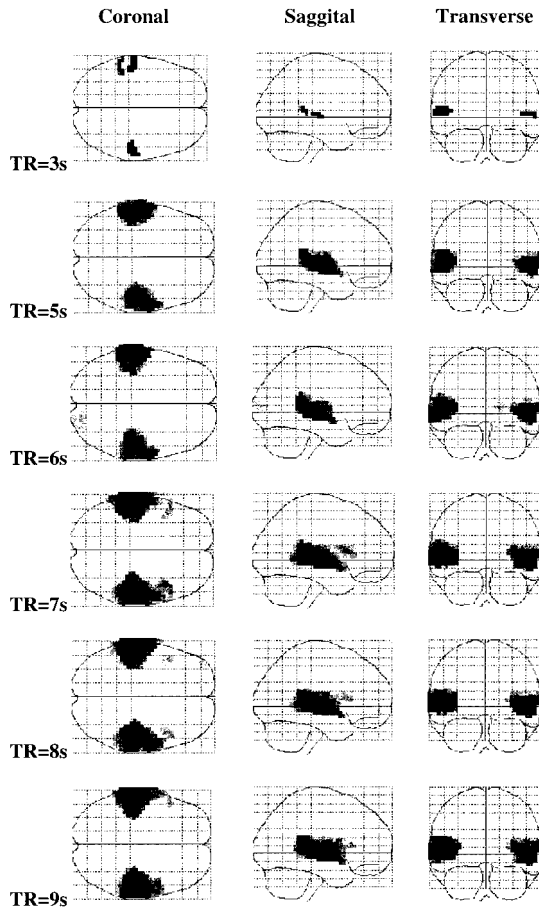 Coronal Saggital Transverse
TR=3s
TR=5s
TR=6s
TR=7s
TR=8s
TR=9s